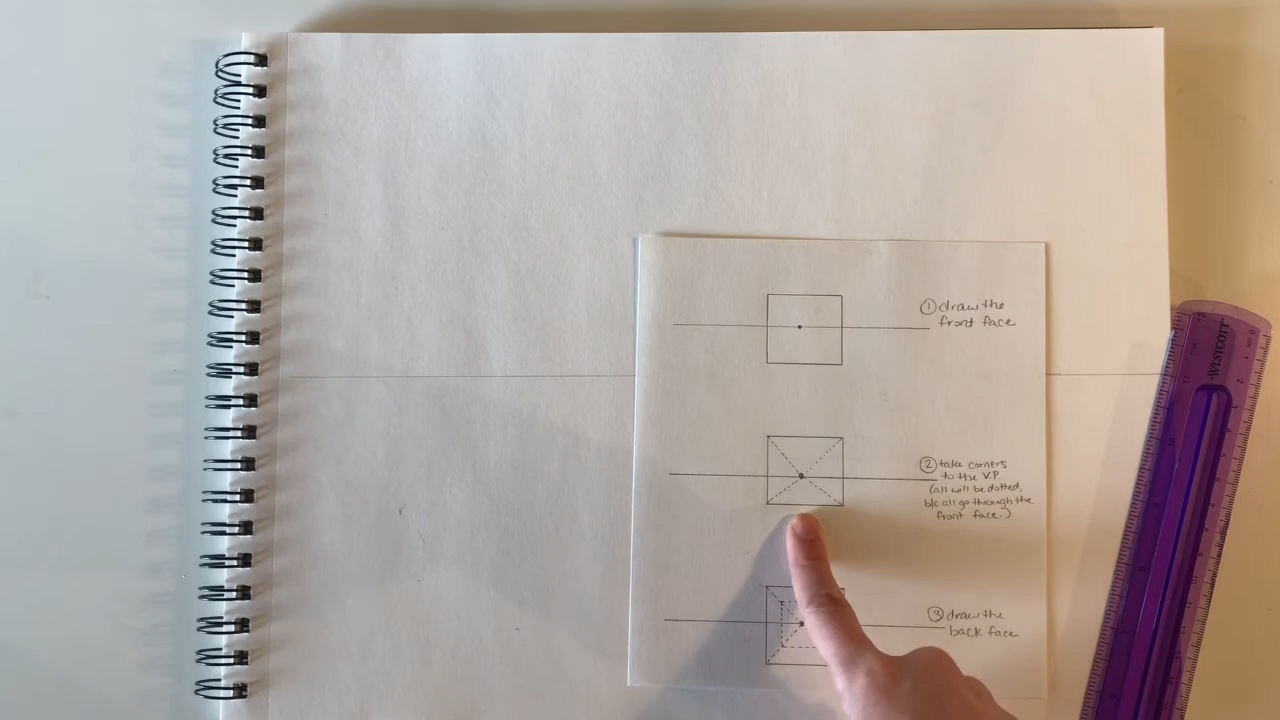 ① draw the
front face
② take corners
to the V.P
(all will be dotted,
b/c all go through the
front face.)
③ draw the
back face
WESTCOTT